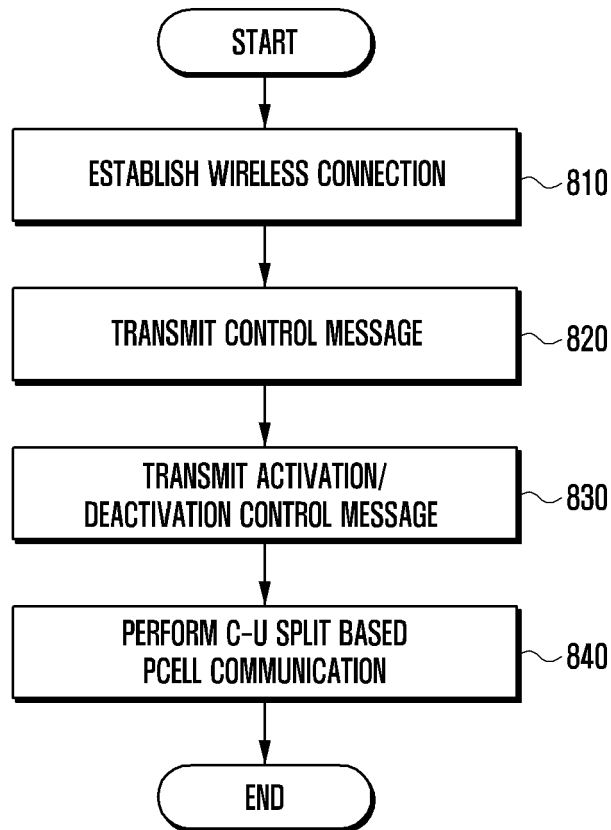 START
ESTABLISH WIRELESS CONNECTION
810
TRANSMIT CONTROL MESSAGE
820
TRANSMIT ACTIVATION/
DEACTIVATION CONTROL MESSAGE
830
PERFORM C-U SPLIT BASED
PCELL COMMUNICATION
840
END